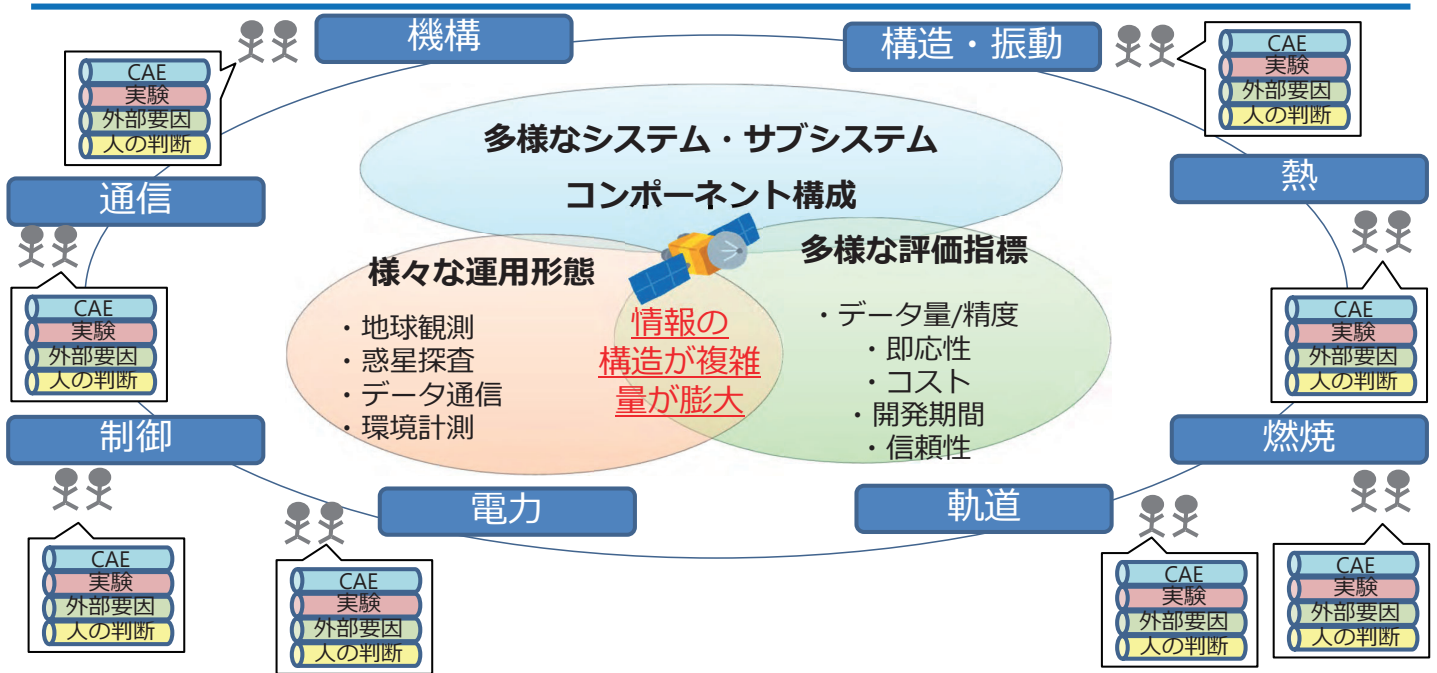 機構
構造・振動
CAE
実験
外部要因
人の判断
CAE
実験
外部要因
人の判断
多様なシステム・サブシステム
コンポーネント構成
通信
熱
様々な運用形態
・地球観測
・惑星探査
・データ通信
・環境計測
情報の
構造が複雑
量が膨大
多様な評価指標
・データ量/精度
・即応性
・コスト
・開発期間
・信頼性
CAE
実験
外部要因
人の判断
CAE
実験
外部要因
人の判断
制御
燃焼
電力
軌道
CAE
実験
外部要因
人の判断
CAE
実験
外部要因
人の判断
CAE
実験
外部要因
人の判断
CAE
実験
外部要因
人の判断